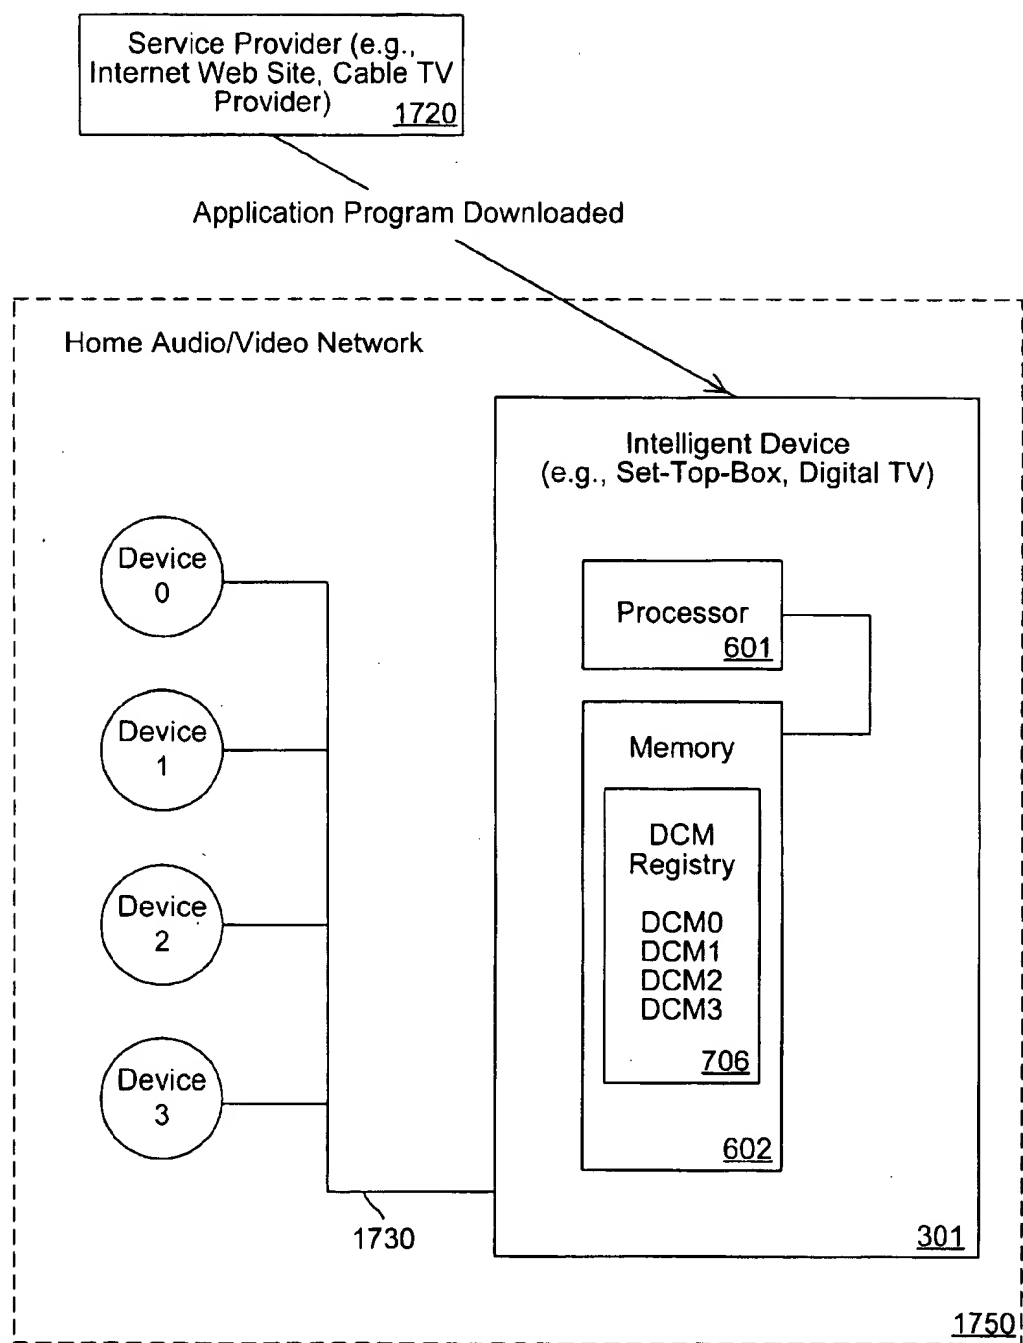 Service Provider (e.g.,
Internet Web Site, Cable TV
Provider)
1720
Application Program Downloaded
Home Audio/Video Network
Intelligent Device
(e.g., Set-Top-Box, Digital TV)
Device
0
Processor
601
Device
1
Memory
DCM
Registry
DCM0
DCM1
DCM2
DCM3
706
Device
2
Device
3
602
1730
301
1750